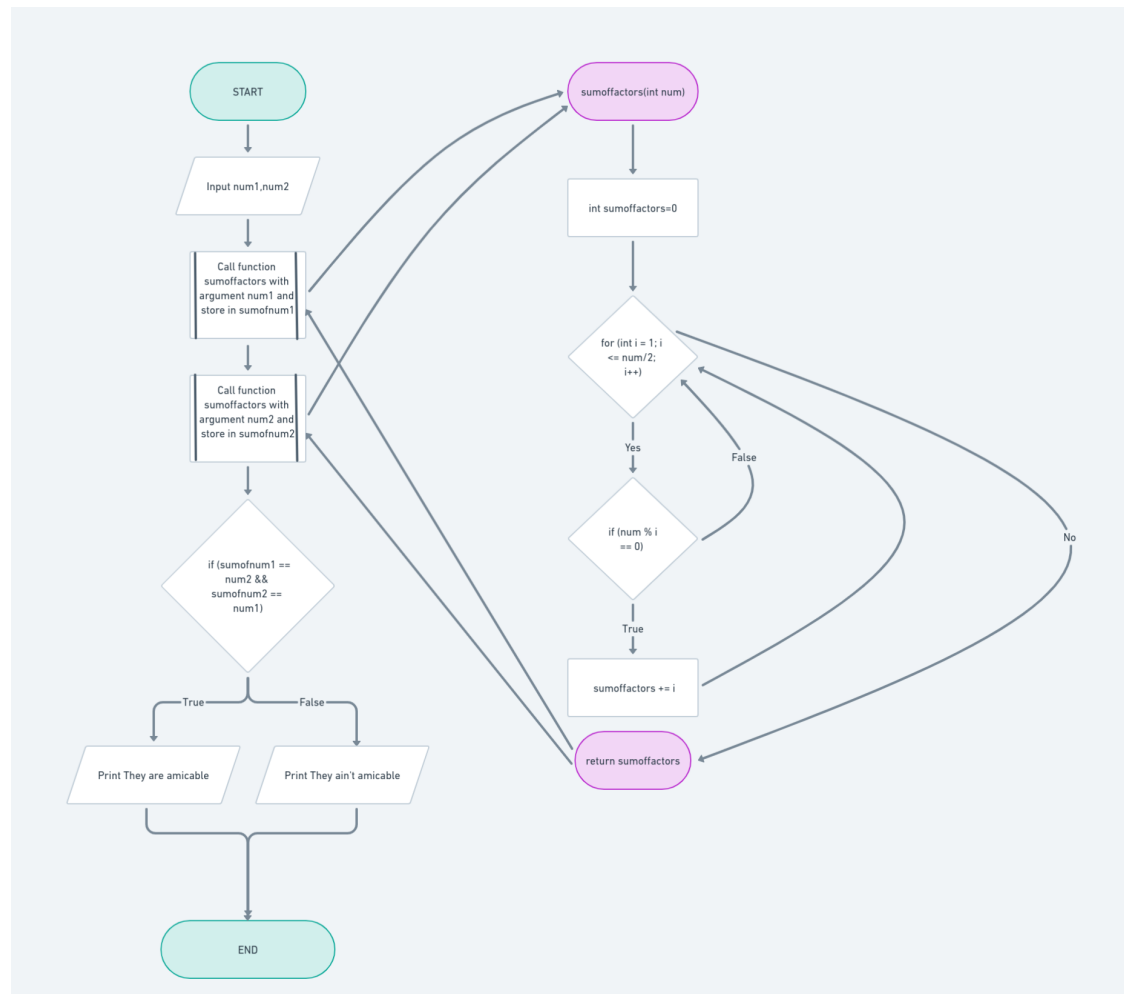 START
Input num1,num2
Call function
sumoffactors with
argument num1 and
store in sumofnum1
Call function
sumoffactors with
argument num2 and
store in sumofnum2
if (sumofnum1 ==
num2 &&
sumofnum2 ==
num1)
True
False
Print They are amicable
Print They ain't amicable
END
sumoffactors(int num)
int sumoffactors=0
for (int i = 1; i
<= num/2;
i++)
Yes
False
No
if (num % i
== 0)
True
sumoffactors += i
return sumoffactors